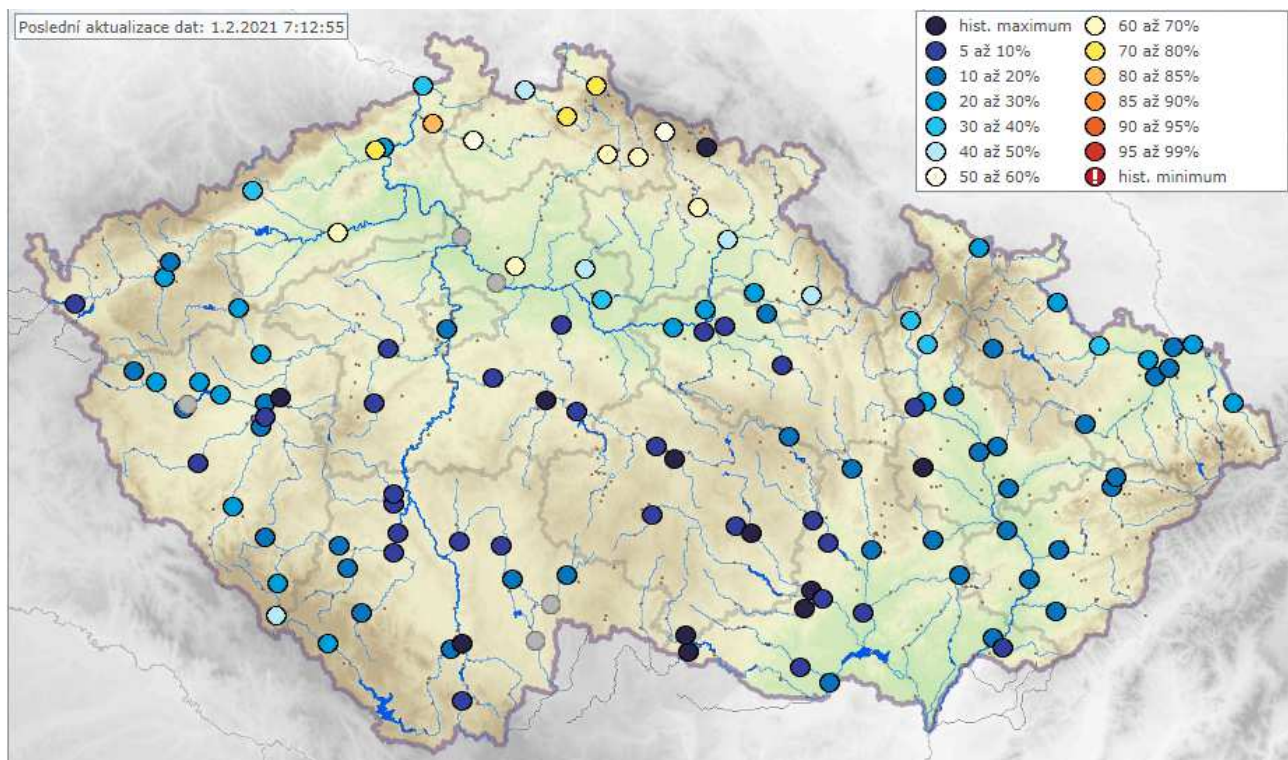 Poslední aktualizace dat: 1.2.2021 7:12:55
hist. maximum
5 až 10%
10 až 20%
20 až 30%
30 až 40%
40 až 50%
50 až 60%
60 až 70%
70 až 80%
80 až 85%
85 až 90%
90 až 95%
95 až 99%
hist. minimum